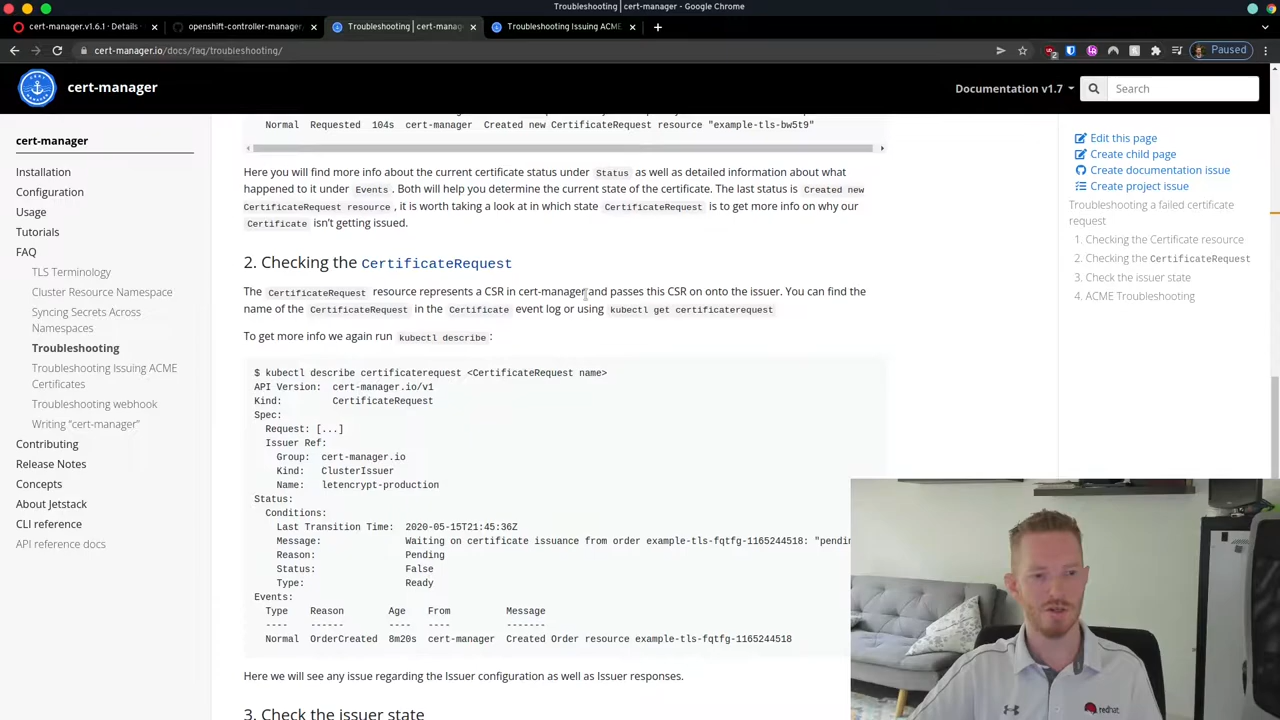 Troubleshooting | cert-manager - Google Chrome
cert-manager.v1.6.1 · Details
openshift-controller-manager/
Troubleshooting | cert-manag
Troubleshooting Issuing ACME
cert-manager.io/docs/faq/troubleshooting/
2
Paused
cert-manager
Documentation v1.7
Search
cert-manager
Installation
Configuration
Usage
Tutorials
FAQ
TLS Termination
Cluster Resource Namespace
Syncing Secrets Across
Namespaces
Troubleshooting
Troubleshooting Issuing ACME
Certificates
Troubleshooting webhook
Writing “cert-manager”
Contributing
Release Notes
Concepts
About Jetstack
CLI reference
API reference docs
Normal Requested 104s cert-manager Created new CertificateRequest resource "example-tls-bw5t9"
Here you will find more info about the current certificate status under Status as well as detailed information about what
happened to it under Events . Both will help you determine the current state of the certificate. The last status is Created new
CertificateRequest resource , it is worth taking a look at in which state CertificateRequest is to get more info on why our
Certificate isn’t getting issued.
2. Checking the CertificateRequest
The CertificateRequest resource represents a CSR in cert-manager and passes this CSR on onto the issuer. You can find the
name of the CertificateRequest in the Certificate event log or using kubectl get certificaterequest
To get more info we again run kubectl describe :
$ kubectl describe certificaterequest <CertificateRequest name>
API Version: cert-manager.io/v1
Kind: CertificateRequest
Spec:
Request: [...]
Issuer Ref:
Group: cert-manager.io
Kind: ClusterIssuer
Name: letencrypt-production
Status:
Conditions:
Last Transition Time: 2020-05-15T21:45:36Z
Message: Waiting on certificate issuance from order example-tls-fqtfg-1165244518: "pendin
Reason: Pending
Status: False
Type: Ready
Events:
Type Reason Age From Message
---- ------ ---- ---- -------
Normal OrderCreated 8m20s cert-manager Created Order resource example-tls-fqtfg-1165244518
Here we will see any issue regarding the Issuer configuration as well as Issuer responses.
3. Check the issuer state
Edit this page
Create child page
Create documentation issue
Create project issue
Troubleshooting a failed certificate
request
1. Checking the Certificate resource
2. Checking the CertificateRequest
3. Check the issuer state
4. ACME Troubleshooting
redhat